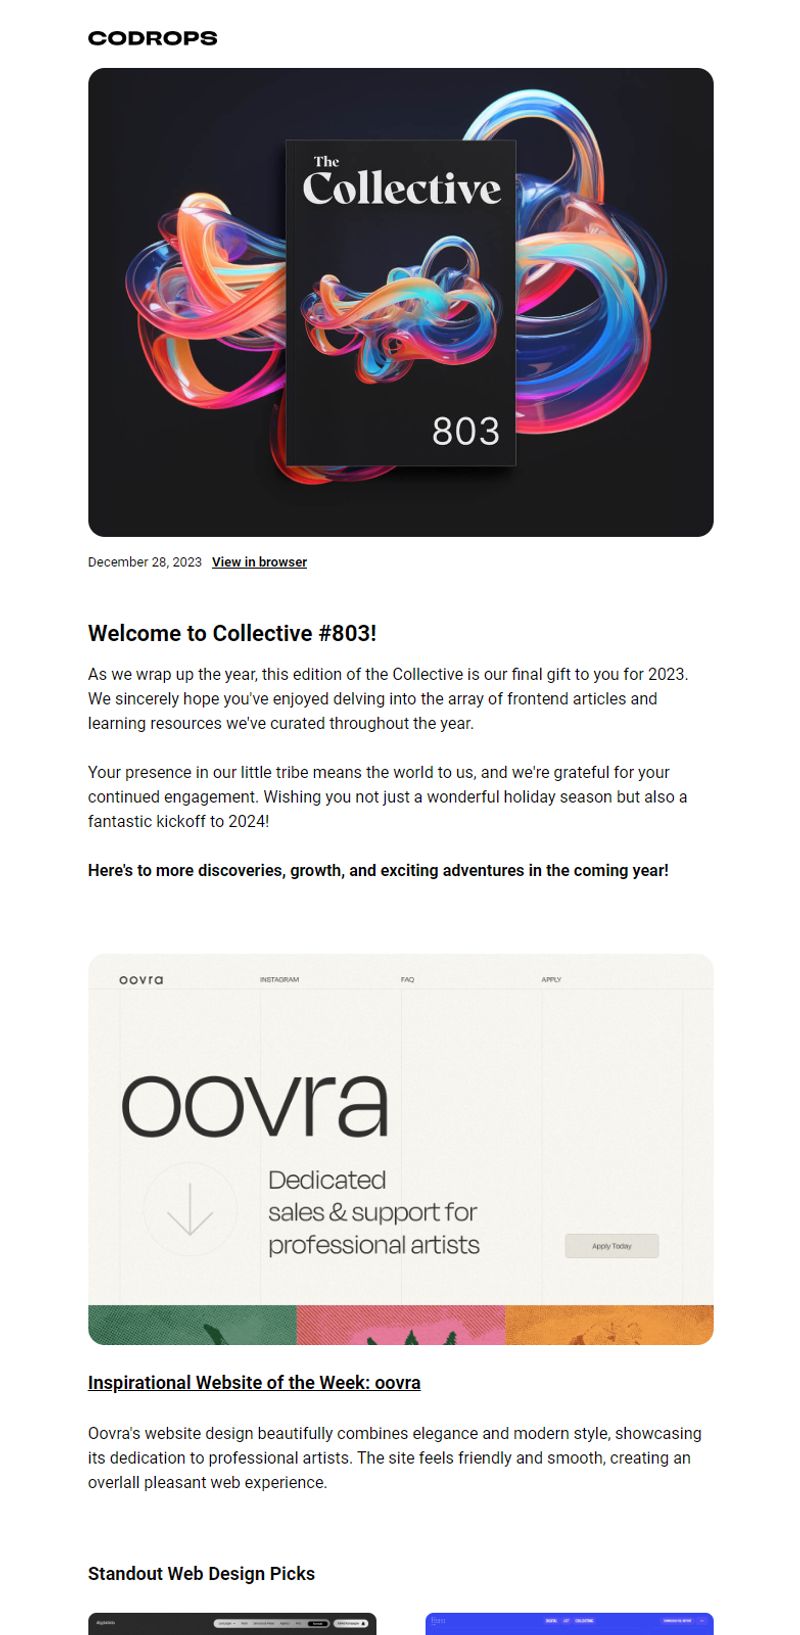 CODROPS
The
Collective
803
December 28, 2023 View in browser
Welcome to Collective #803!
As we wrap up the year, this edition of the Collective is our final gift to you for 2023.
We sincerely hope you've enjoyed delving into the array of frontend articles and
learning resources we've curated throughout the year.
Your presence in our little tribe means the world to us, and we're grateful for your
continued engagement. Wishing you not just a wonderful holiday season but also a
fantastic kickoff to 2024!
Here's to more discoveries, growth, and exciting adventures in the coming year!
oovra INSTAGRAM FAQ APPLY
oovra
Dedicated
sales & support for
professional artists
Apply Today
Inspirational Website of the Week: oovra
Oovra's website design beautifully combines elegance and modern style, showcasing
its dedication to professional artists. The site feels friendly and smooth, creating an
overlall pleasant web experience.
Standout Web Design Picks